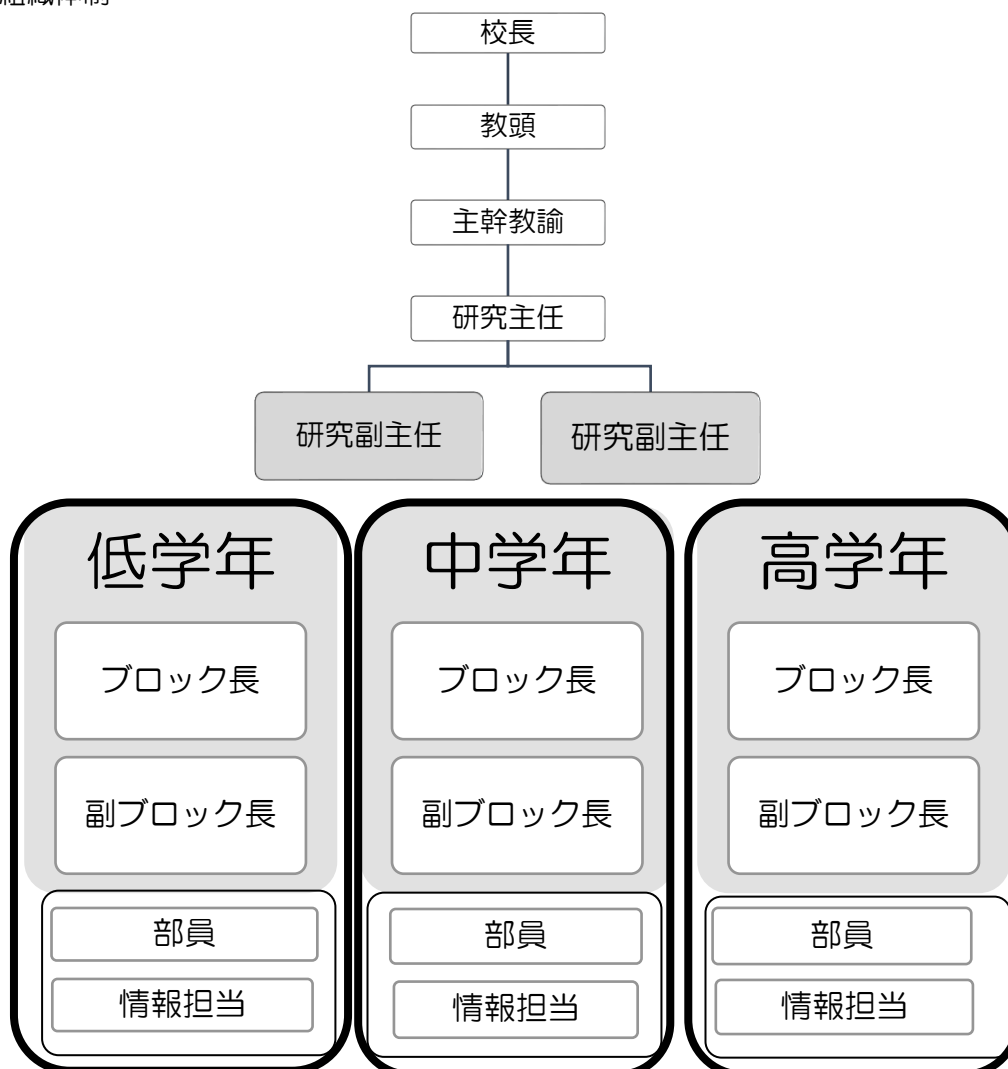 校長
教頭
主幹教諭
研究主任
研究副主任
研究副主任
低学年
ブロック長
副ブロック長
部員
情報担当
中学年
ブロック長
副ブロック長
部員
情報担当
高学年
ブロック長
副ブロック長
部員
情報担当